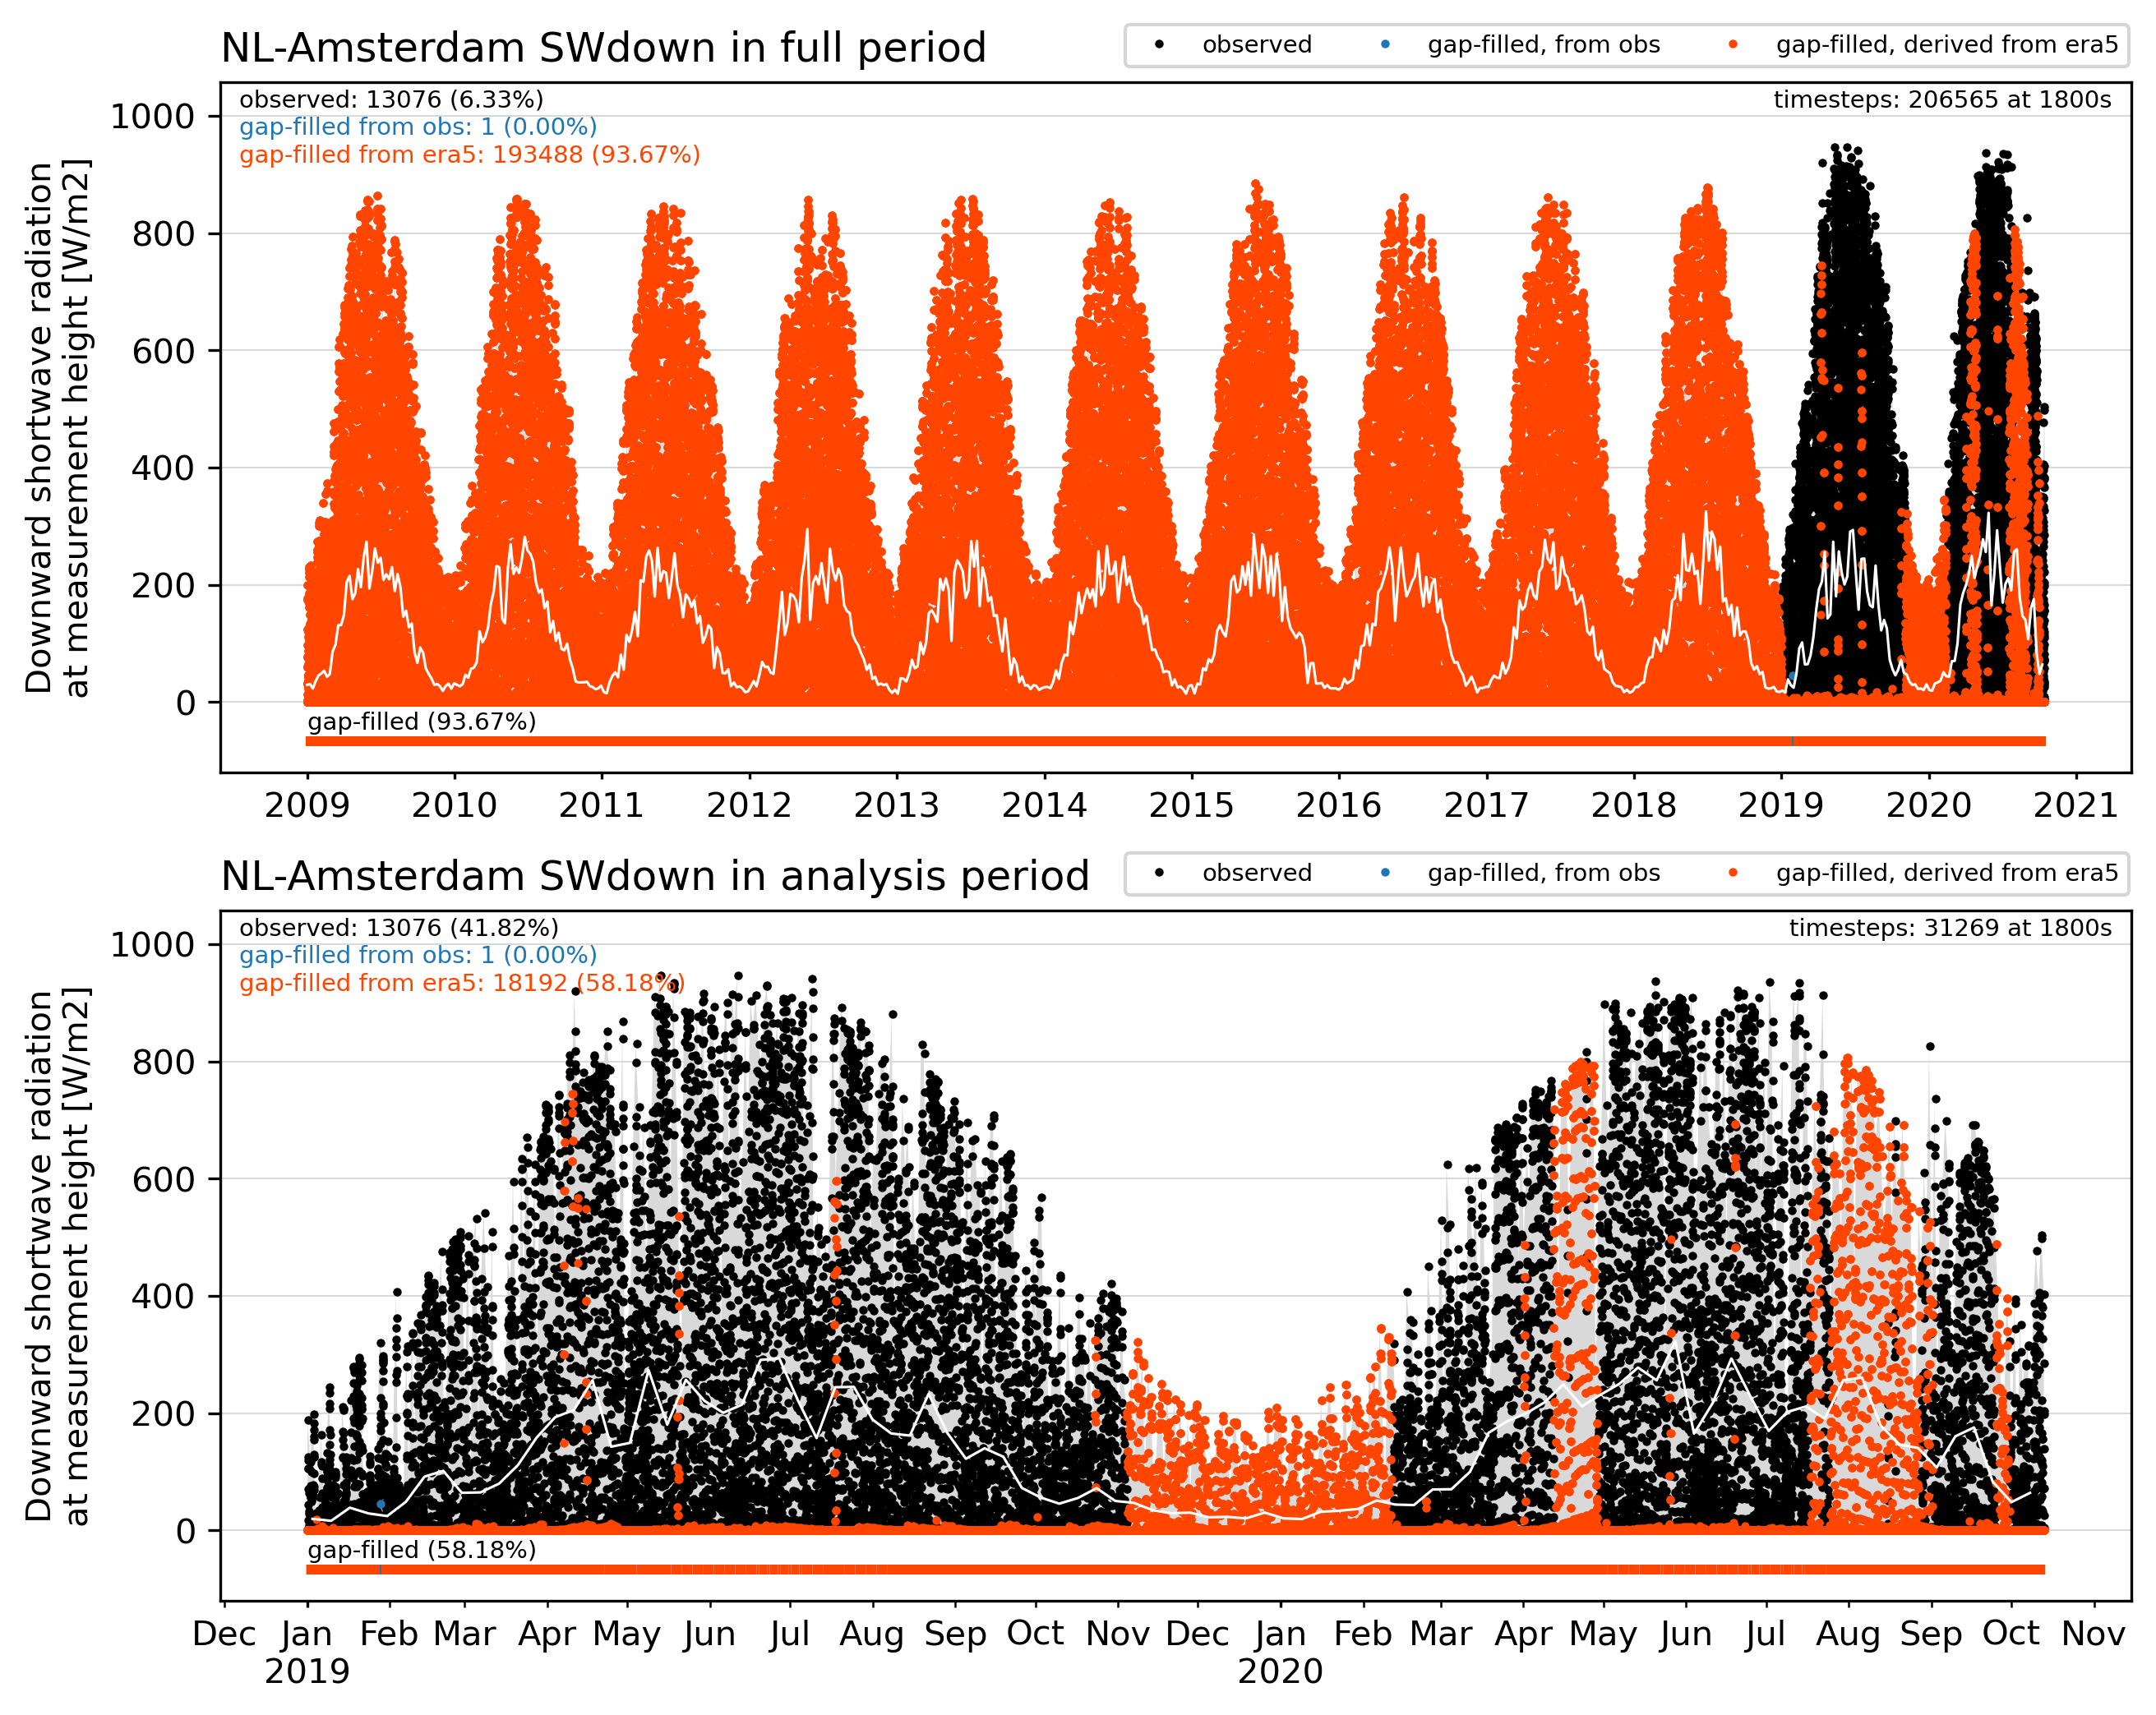 NL-Amsterdam SWdown in full period
observed gap-filled, from obs gap-filled, derived from era5
observed: 13076 (6.33%)
gap-filled from obs: 1 (0.00%)
gap-filled from era5: 193488 (93.67%)
timesteps: 206565 at 1800s
Downward shortwave radiation
at measurement height [W/m2]
1000
800
600
400
200
0
gap-filled (93.67%)
2009 2010 2011 2012 2013 2014 2015 2016 2017 2018 2019 2020 2021
NL-Amsterdam SWdown in analysis period
observed gap-filled, from obs gap-filled, derived from era5
observed: 13076 (41.82%)
gap-filled from obs: 1 (0.00%)
gap-filled from era5: 18192 (58.18%)
timesteps: 31269 at 1800s
Downward shortwave radiation
at measurement height [W/m2]
1000
800
600
400
200
0
gap-filled (58.18%)
Dec Jan Feb Mar Apr May Jun Jul Aug Sep Oct Nov Dec Jan Feb Mar Apr May Jun Jul Aug Sep Oct Nov
2019 2020